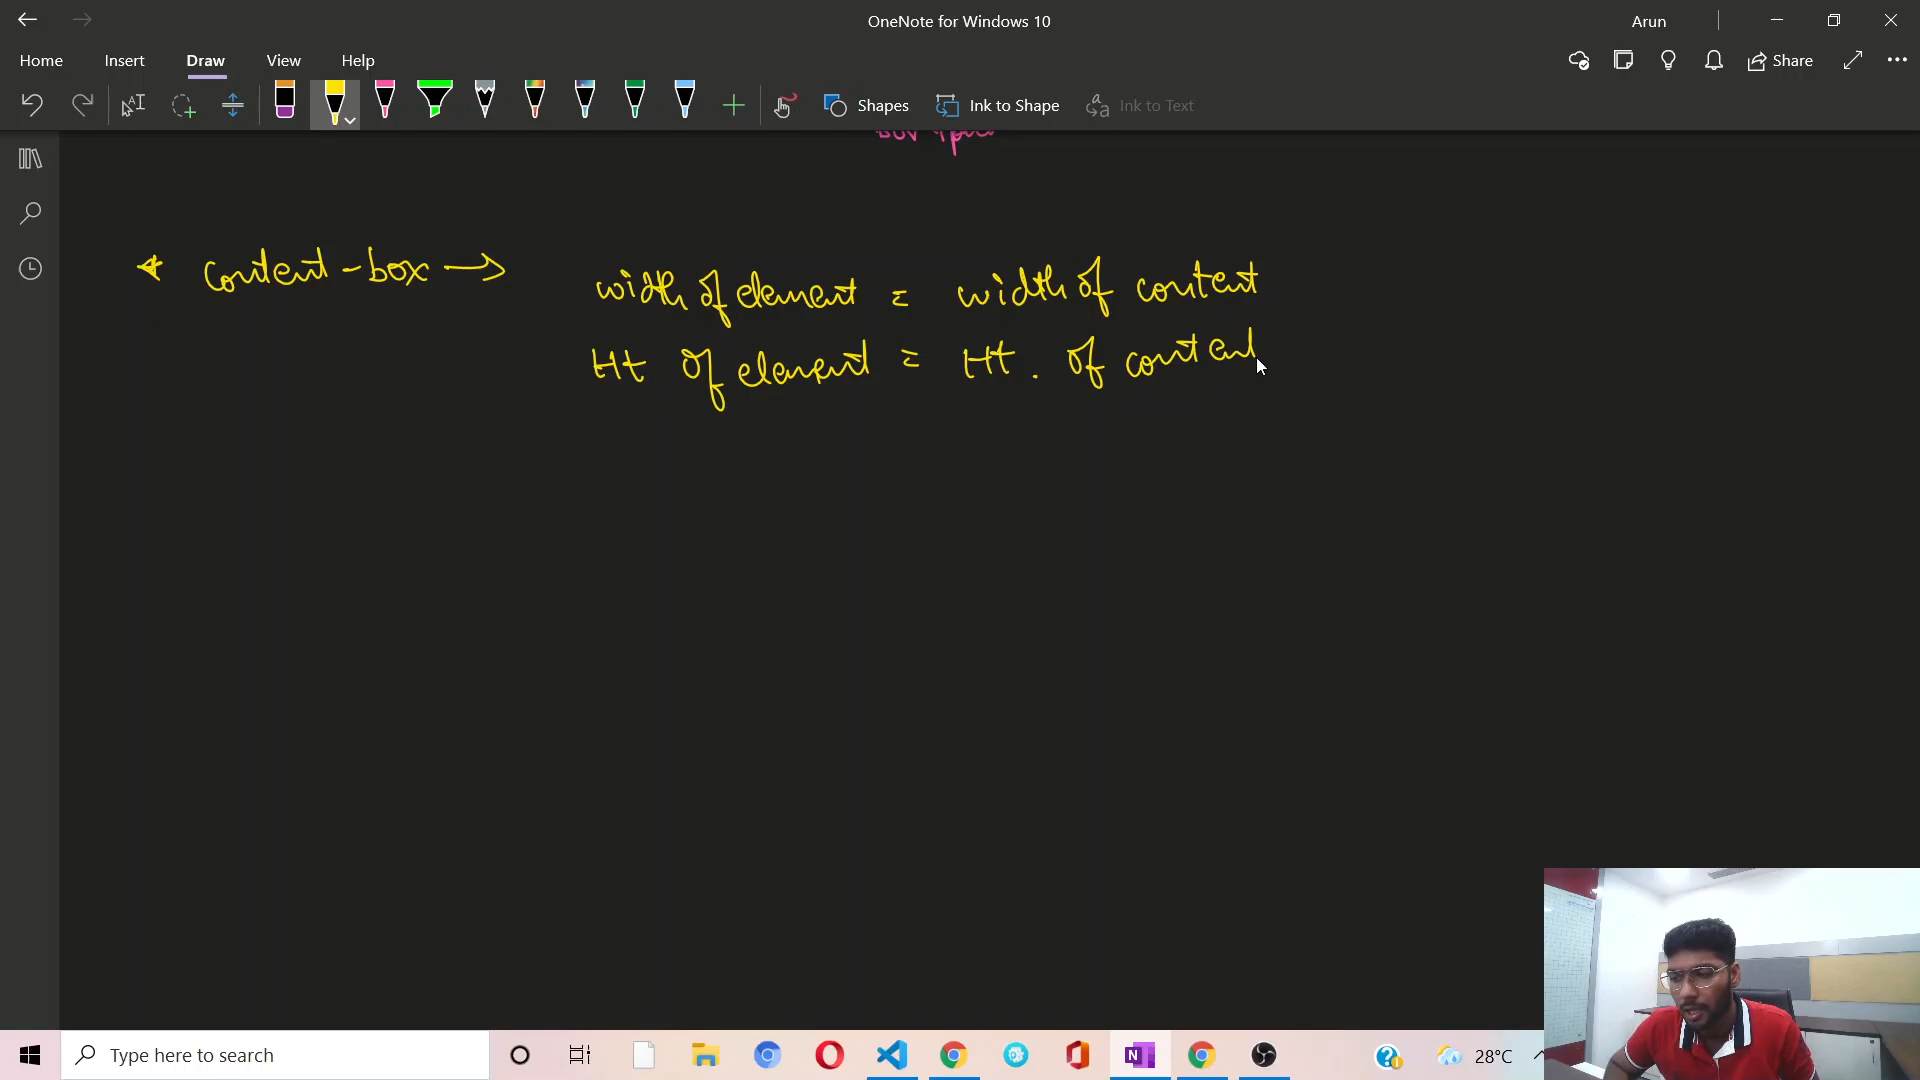 OneNote for Windows 10
Arun
Home Insert Draw View Help
Share
Shapes
Ink to Shape
Ink to Text
content-box →
width of element = width of content
Ht of element = Ht. of content
Type here to search
28°C